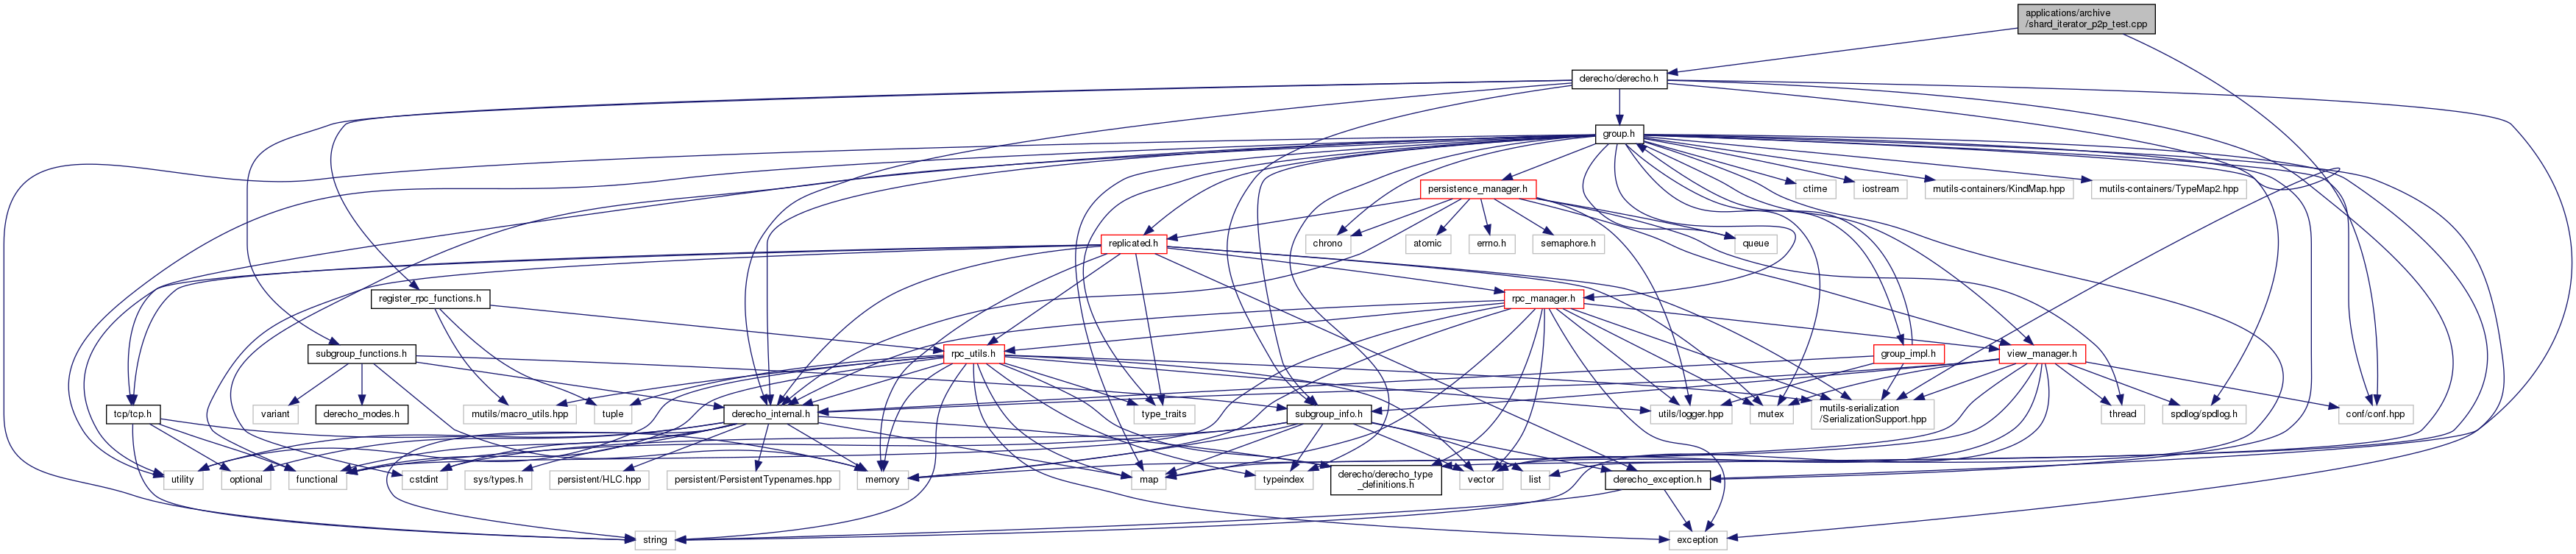 applications/archive
/shard_iterator_p2p_test.cpp
derecho/derecho.h
group.h
persistence_manager.h
ctime
iostream
mutils-containers/KindMap.hpp
mutils-containers/TypeMap2.hpp
replicated.h
chrono
atomic
errno.h
semaphore.h
queue
register_rpc_functions.h
rpc_manager.h
subgroup_functions.h
rpc_utils.h
group_impl.h
view_manager.h
tcp/tcp.h
variant
derecho_modes.h
mutils/macro_utils.hpp
tuple
derecho_internal.h
type_traits
subgroup_info.h
utils/logger.hpp
mutex
mutils-serialization
/SerializationSupport.hpp
thread
spdlog/spdlog.h
conf/conf.hpp
utility
optional
functional
cstdint
sys/types.h
persistent/HLC.hpp
persistent/PersistentTypenames.hpp
memory
map
typeindex
derecho/derecho_type
_definitions.h
vector
list
derecho_exception.h
string
exception